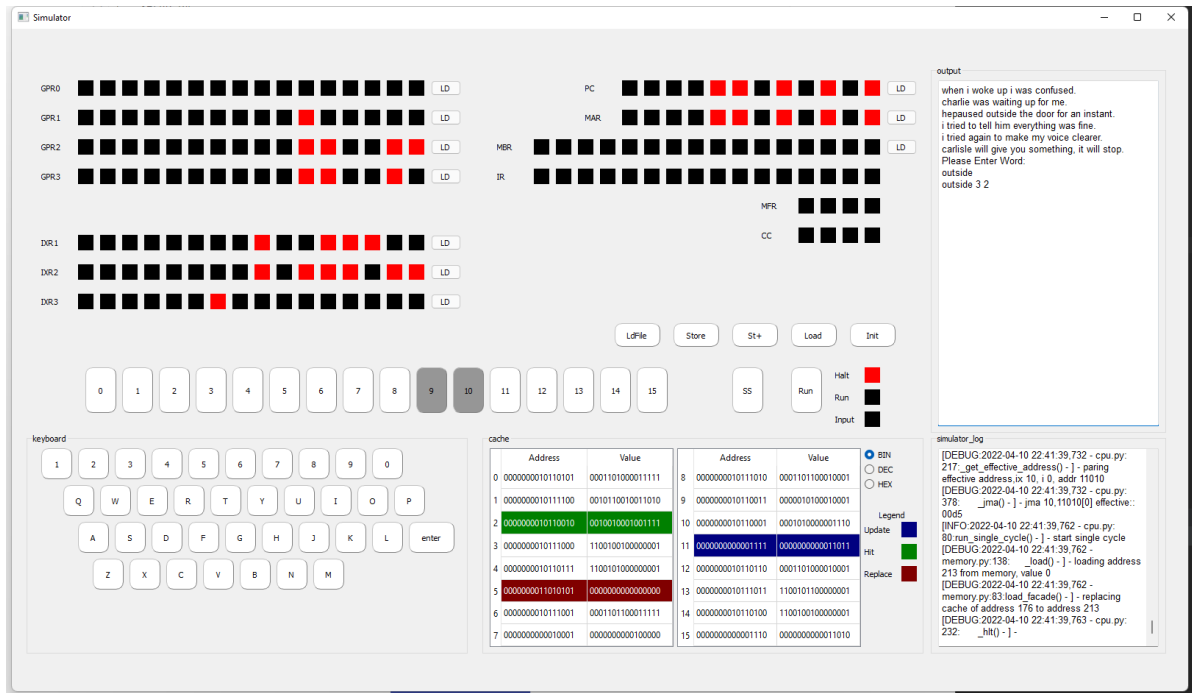 Simulator
output
GPR0 LD PC LD
GPR1 LD MAR LD
GPR2 LD MBR LD
GPR3 LD IR
MFR
IXR1 LD CC
IXR2 LD
IXR3 LD
when i woke up i was confused.
charlie was waiting up for me.
hepaused outside the door for an instant.
i tried to tell him everything was fine.
i tried again to make my voice clearer.
carlisle will give you something, it will stop.
Please Enter Word:
outside
outside 3 2
LdFile Store St+ Load Init
0 1 2 3 4 5 6 7 8 9 10 11 12 13 14 15 SS Run
Halt
Run
Input
keyboard
1 2 3 4 5 6 7 8 9 0
Q W E R T Y U I O P
A S D F G H J K L enter
Z X C V B N M
cache
Address Value Address Value
0 0000000010110101 0001101000011111 8 0000000010111010 0001101100010001
1 0000000010111100 0010110010011010 9 0000000010110011 0000010100010001
2 0000000010110010 0010010001001111 10 0000000010110001 0001010000001110
3 0000000010111000 1100100100000001 11 0000000000001111 0000000000011011
4 0000000010110111 1100101000000001 12 0000000010110110 0001101000010001
5 0000000011010101 0000000000000000 13 0000000010111011 1100101100000001
6 0000000010111001 0001101100011111 14 0000000010110100 1100100100000001
7 0000000000010001 0000000000100000 15 0000000000001110 0000000000011010
BIN
DEC
HEX
Legend
Update
Hit
Replace
simulator_log
[DEBUG:2022-04-10 22:41:39,732 - cpu.py:
217:_get_effective_address() - ] - paring
effective address,ix 10, i 0, addr 11010
[DEBUG:2022-04-10 22:41:39,732 - cpu.py:
378: _jma() - ] - jma 10,11010[0] effective::
00d5
[INFO:2022-04-10 22:41:39,762 - cpu.py:
80:run_single_cycle() - ] - start single cycle
[DEBUG:2022-04-10 22:41:39,762 -
memory.py:138: _load() - ] - loading address
213 from memory, value 0
[DEBUG:2022-04-10 22:41:39,762 -
memory.py:83:load_facade() - ] - replacing
cache of address 176 to address 213
[DEBUG:2022-04-10 22:41:39,763 - cpu.py:
232: _hlt() - ] -